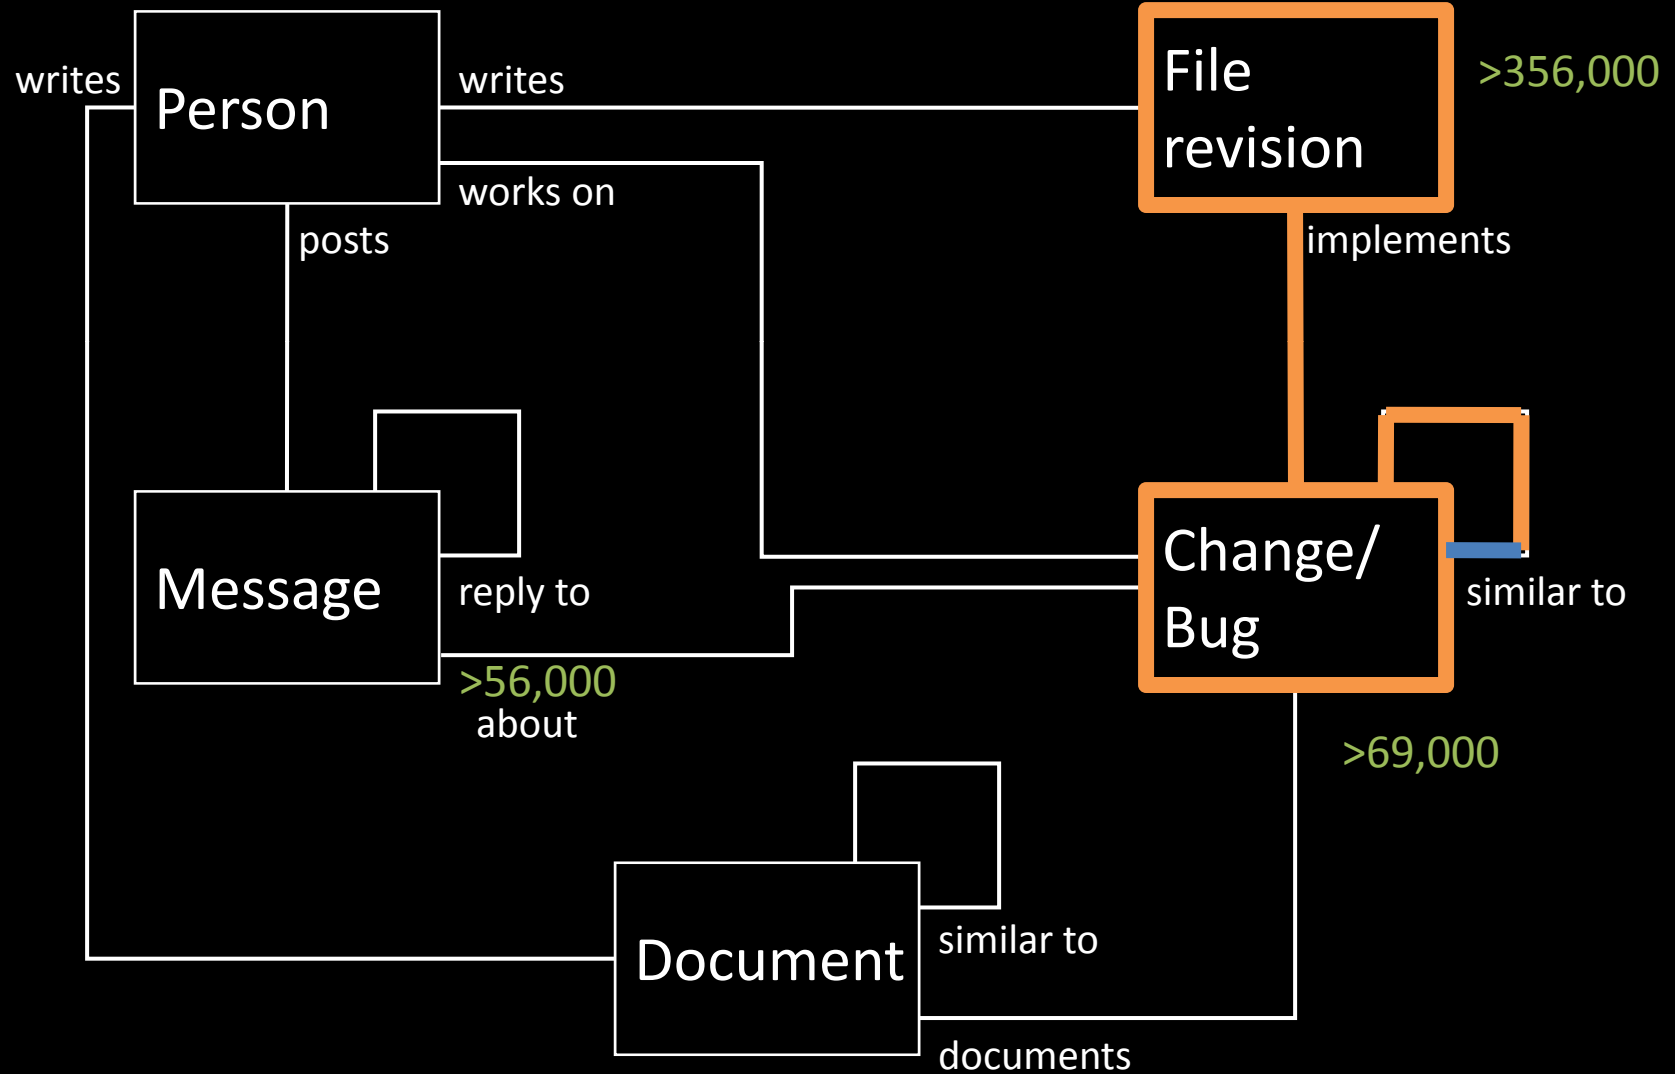 writes
Person
writes
works on
posts
File
revision
>356,000
implements
Message
reply to
>56,000
about
Change/
Bug
similar to
>69,000
Document
similar to
documents